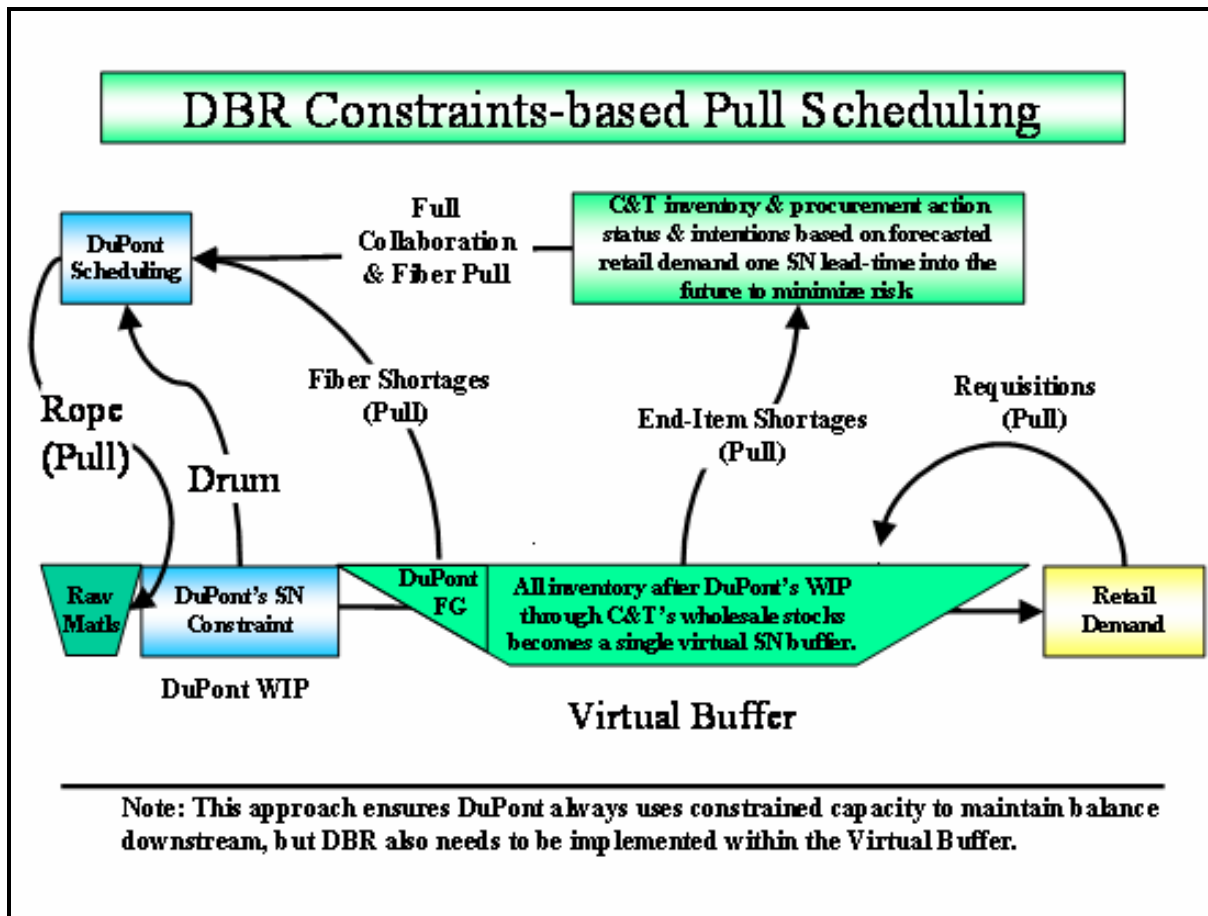 DBR Constraints-based Pull Scheduling
DuPont
Scheduling
Full
Collaboration
& Fiber Pull
C&T inventory & procurement action
status & intentions based on forecasted
retail demand one SN lead-time into the
future to minimize risk
Rope
(Pull)
Drum
Fiber Shortages
(Pull)
End-Item Shortages
(Pull)
Requisitions
(Pull)
Raw
Matls
DuPont's SN
Constraint
DuPont
FG
All inventory after DuPont's WIP
through C&T's wholesale stocks
becomes a single virtual SN buffer.
Retail
Demand
DuPont WIP
Virtual Buffer
Note: This approach ensures DuPont always uses constrained capacity to maintain balance
downstream, but DBR also needs to be implemented within the Virtual Buffer.